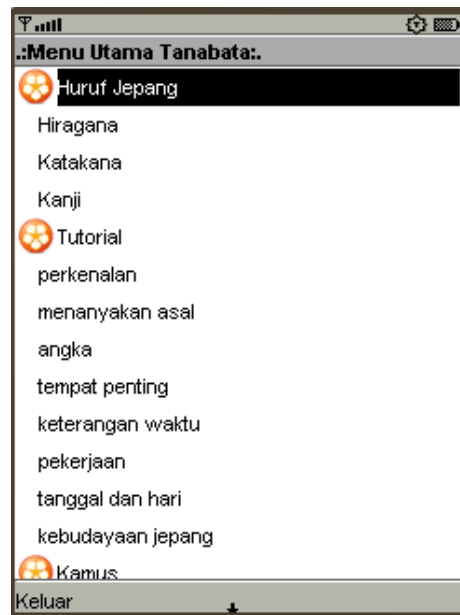 .:Menu Utama Tanabata:.
Huruf Jepang
Hiragana
Katakana
Kanji
Tutorial
perkenalan
menanyakan asal
angka
tempat penting
keterangan waktu
pekerjaan
tanggal dan hari
kebudayaan jepang
Kamus
Keluar